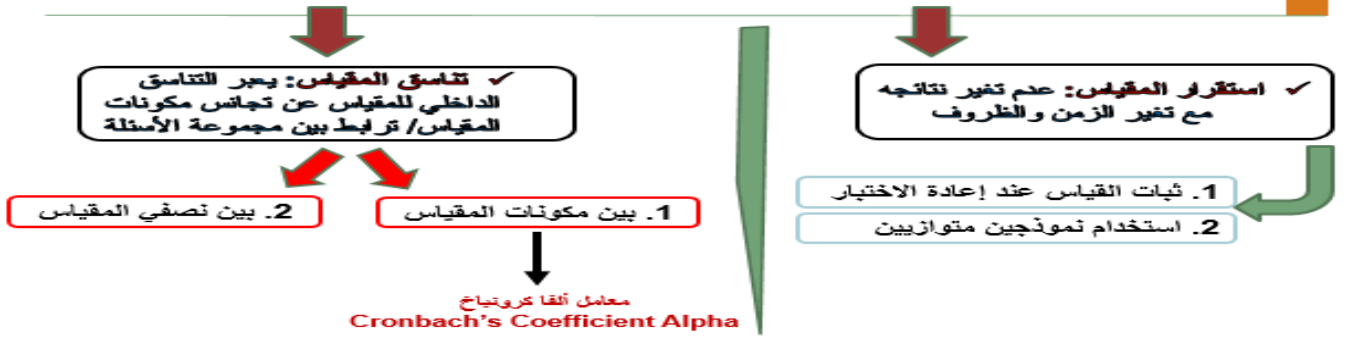 ✓ استقرار المقياس: عدم تغير نتائجه
مع تغير الزمن والظروف
1. ثبات القياس عند إعادة الاختبار
2. استخدام نموذجين متوازيين
✓ تناسق المقياس: يعبر التناسق
الداخلي للمقياس عن تجانس مكونات
المقياس/ ترابط بين مجموعة الأسئلة
1. بين مكونات المقياس
2. بين نصفي المقياس
معامل ألفا كرونباخ
Cronbach's Coefficient Alpha